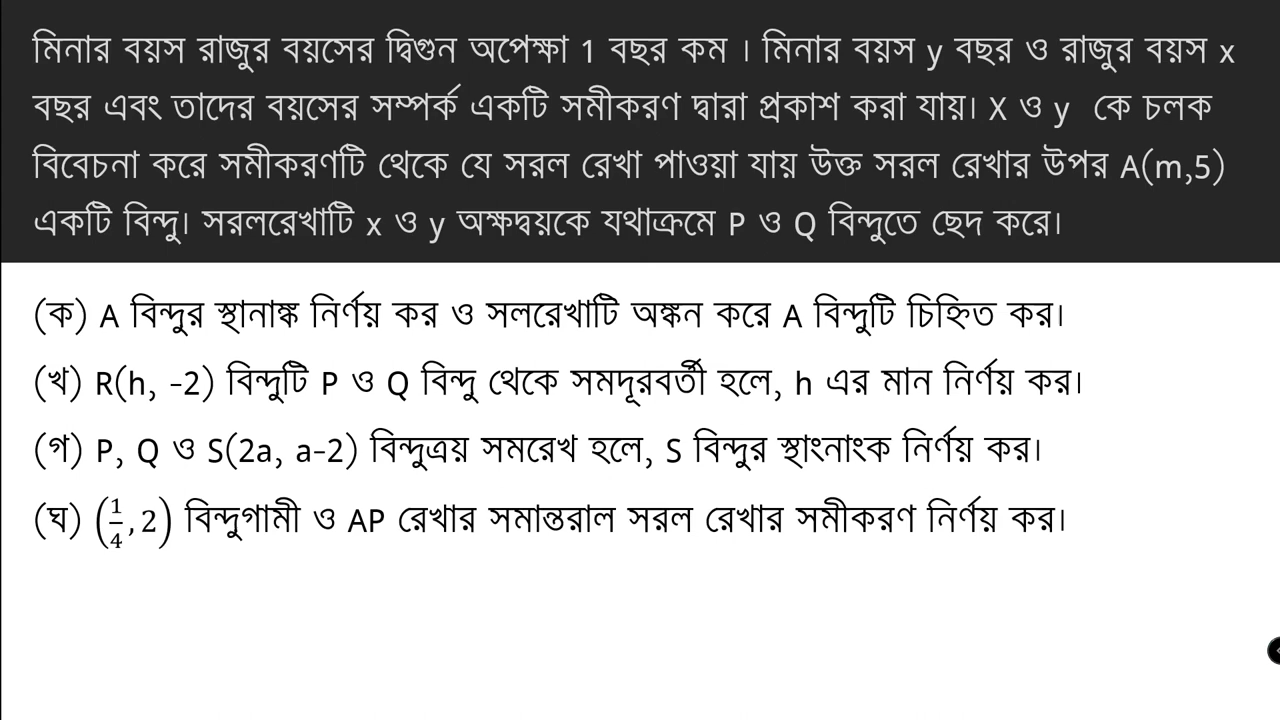 মিনার বয়স রাজুর বয়সের দ্বিগুন অপেক্ষা 1 বছর কম । মিনার বয়স y বছর ও রাজুর বয়স x
বছর এবং তাদের বয়সের সম্পর্ক একটি সমীকরণ দ্বারা প্রকাশ করা যায়। X ও y কে চলক
বিবেচনা করে সমীকরণটি থেকে যে সরল রেখা পাওয়া যায় উক্ত সরল রেখার উপর A(m,5)
একটি বিন্দু। সরলরেখাটি x ও y অক্ষদ্বয়কে যথাক্রমে P ও Q বিন্দুতে ছেদ করে।
(ক) A বিন্দুর স্থানাঙ্ক নির্ণয় কর ও সলরেখাটি অঙ্কন করে A বিন্দুটি চিহ্নিত কর।
(খ) R(h, -2) বিন্দুটি P ও Q বিন্দু থেকে সমদূরবর্তী হলে, h এর মান নির্ণয় কর।
(গ) P, Q ও S(2a, a-2) বিন্দুত্রয় সমরেখ হলে, S বিন্দুর স্থাংনাংক নির্ণয় কর।
(ঘ) (1/4, 2) বিন্দুগামী ও AP রেখার সমান্তরাল সরল রেখার সমীকরণ নির্ণয় কর।